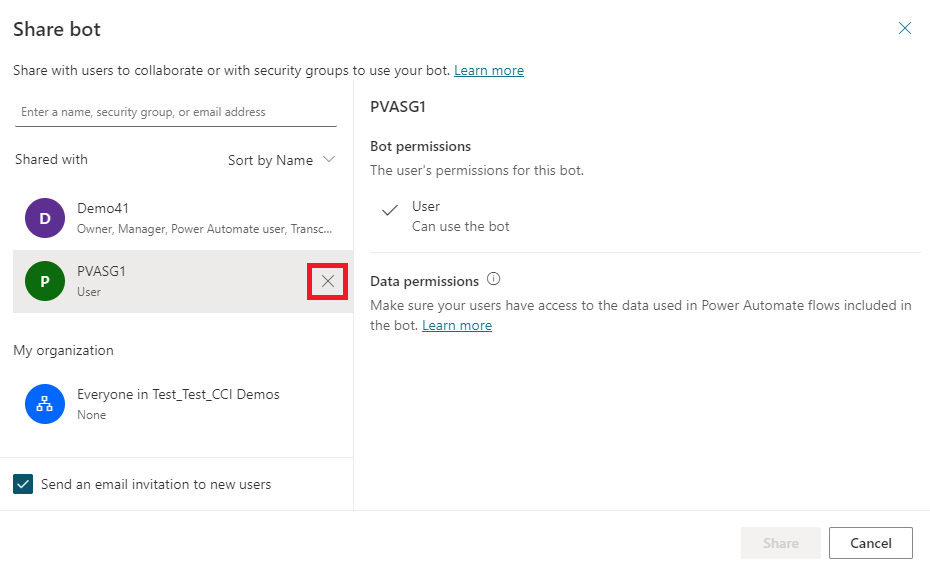 Share bot
Share with users to collaborate or with security groups to use your bot. Learn more
Enter a name, security group, or email address
Shared with
Sort by Name
D
Demo41
Owner, Manager, Power Automate user, Transc...
P
PVASG1
User
My organization
Everyone in Test_Test_CCI Demos
None
Send an email invitation to new users
PVASG1
Bot permissions
The user's permissions for this bot.
User
Can use the bot
Data permissions
Make sure your users have access to the data used in Power Automate flows included in
the bot. Learn more
Share
Cancel